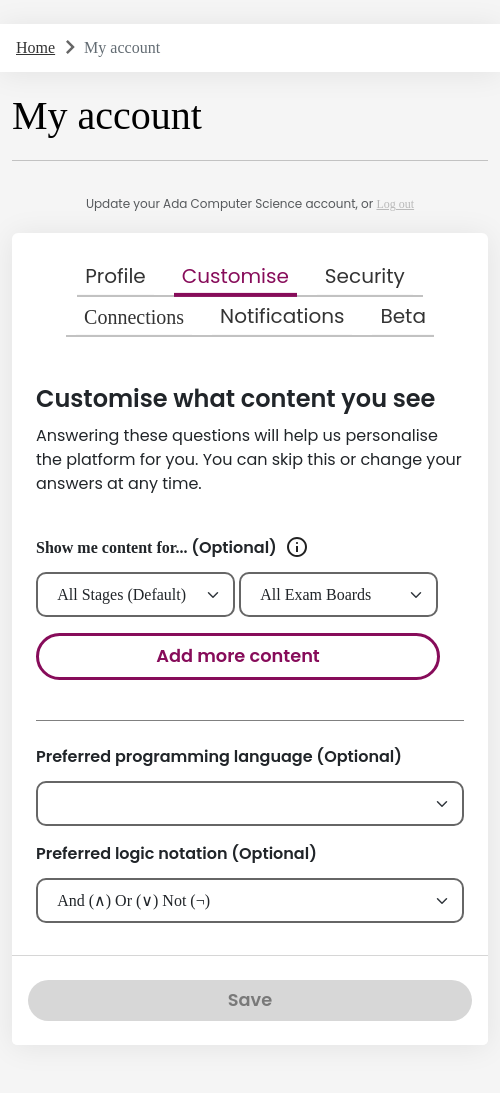 Home My account
My account
Update your Ada Computer Science account, or Log out
Profile Customise Security
Connections Notifications Beta
Customise what content you see
Answering these questions will help us personalise
the platform for you. You can skip this or change your
answers at any time.
Show me content for... (Optional)
All Stages (Default) All Exam Boards
Add more content
Preferred programming language (Optional)
Preferred logic notation (Optional)
And (∧) Or (∨) Not (¬)
Save